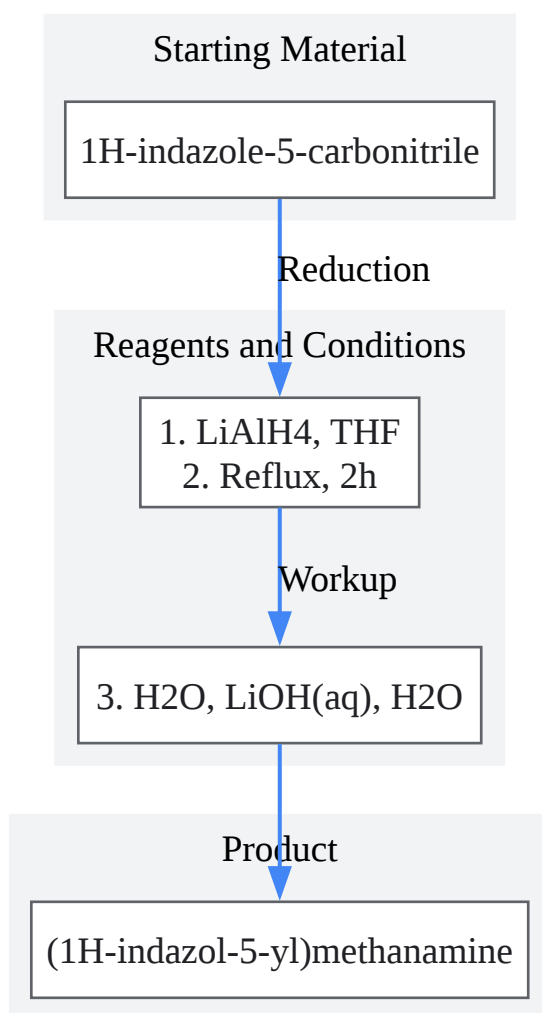 Starting Material
1H-indazole-5-carbonitrile
Reduction
Reagents and Conditions
1. LiAlH4, THF
2. Reflux, 2h
Workup
3. H2O, LiOH(aq), H2O
Product
(1H-indazol-5-yl)methanamine